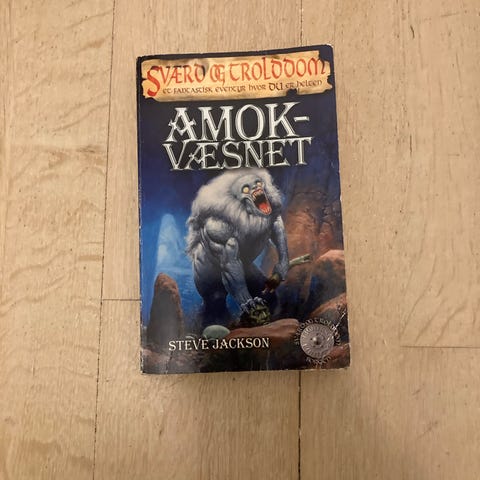 SVÆRD OG TROLDDOM
ET FANTASTISK EVENTYR HVOR DU ER HELTEN
AMOK-
VÆSNET
STEVE JACKSON